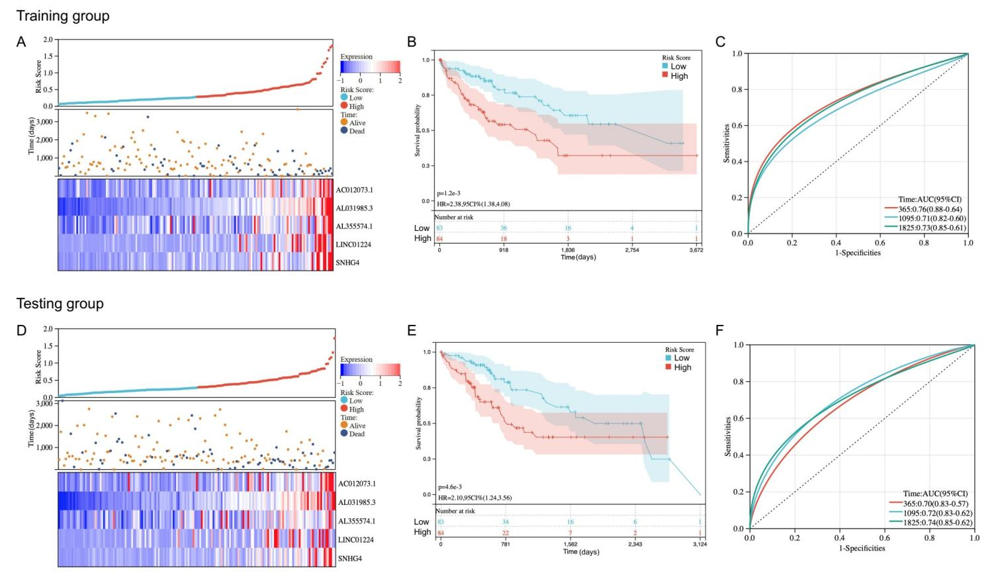 Training group
A
2.0
1.5
1.0
0.5
0.0
Risk Score
3,000
2,000
1,000
Time (days)
Expression
−1 0 1 2
Risk Score:
Low
High
Time:
Alive
Dead
AC012073.1
AL031985.3
AL355574.1
LINC01224
SNHG4
B
1.0
0.8
0.5
0.3
0.0
Survival probability
Risk Score
Low
High
p=1.2e-3
HR=2.38,95CI%(1.38,4.08)
Number at risk
Low 83 36 16 4 1
High 84 18 3 1 1
0 918 1,836 2,754 3,672
Time (days)
C
1.0
0.8
0.6
0.4
0.2
0.0
Sensitivities
Time:AUC(95%CI)
365:0.76(0.88-0.64)
1095:0.71(0.82-0.60)
1825:0.73(0.85-0.61)
0.0 0.2 0.4 0.6 0.8 1.0
1-Specificities
Testing group
D
2.0
1.5
1.0
0.5
0.0
Risk Score
3,000
2,000
1,000
Time (days)
Expression
−1 0 1 2
Risk Score:
Low
High
Time:
Alive
Dead
AC012073.1
AL031985.3
AL355574.1
LINC01224
SNHG4
E
1.0
0.8
0.5
0.3
0.0
Survival probability
Risk Score
Low
High
p=4.6e-3
HR=2.10,95CI%(1.24,3.56)
Number at risk
Low 83 34 16 6 1
High 84 22 7 2 1
0 781 1,562 2,343 3,124
Time (days)
F
1.0
0.8
0.6
0.4
0.2
0.0
Sensitivities
Time:AUC(95%CI)
365:0.70(0.83-0.57)
1095:0.72(0.83-0.62)
1825:0.74(0.85-0.62)
0.0 0.2 0.4 0.6 0.8 1.0
1-Specificities